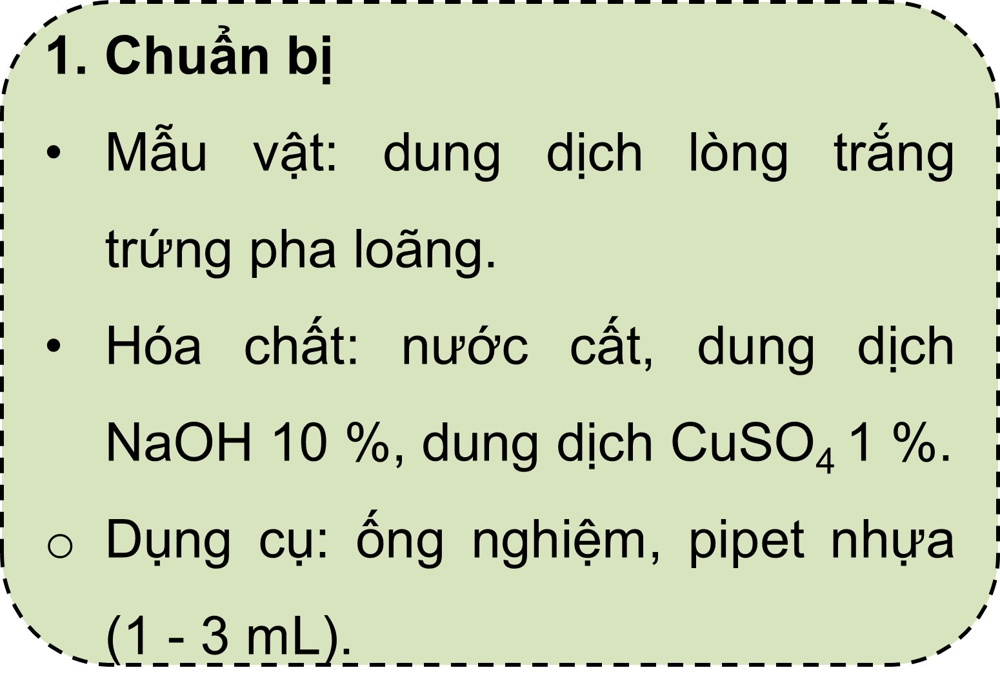 1. Chuẩn bị
• Mẫu vật: dung dịch lòng trắng
trứng pha loãng.
• Hóa chất: nước cất, dung dịch
NaOH 10 %, dung dịch CuSO₄ 1 %.
o Dụng cụ: ống nghiệm, pipet nhựa
(1 - 3 mL).